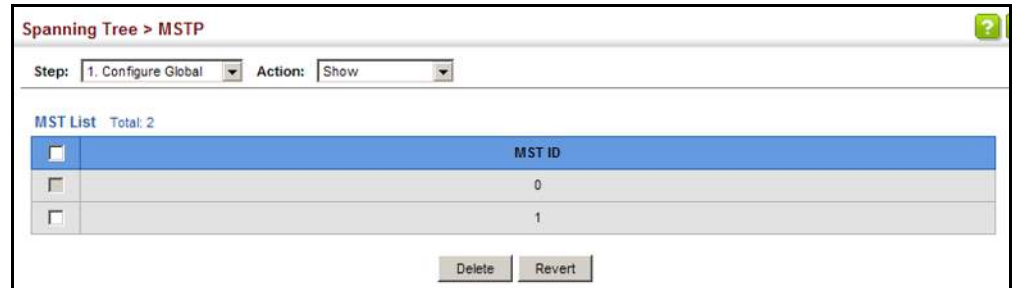 Spanning Tree > MSTP
?
Step: 1. Configure Global Action: Show
MST List Total: 2
MST ID
0
1
Delete Revert